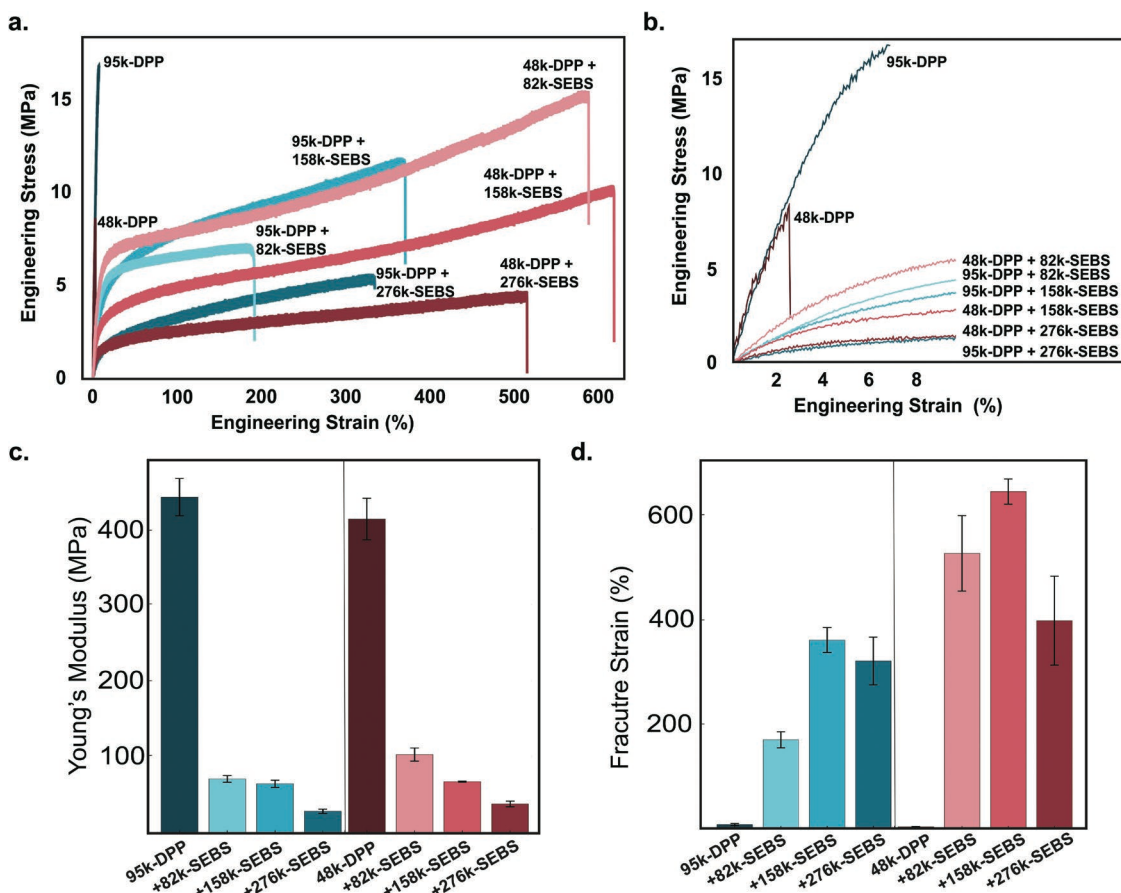 a.
95k-DPP
48k-DPP +
82k-SEBS
95k-DPP +
158k-SEBS
48k-DPP +
158k-SEBS
48k-DPP
95k-DPP +
82k-SEBS
95k-DPP +
276k-SEBS
48k-DPP +
276k-SEBS
Engineering Stress (MPa)
15
10
5
0
0
100
200
300
400
500
600
Engineering Strain (%)
b.
95k-DPP
48k-DPP
48k-DPP + 82k-SEBS
95k-DPP + 82k-SEBS
95k-DPP + 158k-SEBS
48k-DPP + 158k-SEBS
48k-DPP + 276k-SEBS
95k-DPP + 276k-SEBS
Engineering Stress (MPa)
15
10
5
0
2
4
6
8
Engineering Strain (%)
c.
Young's Modulus (MPa)
400
300
200
100
95k-DPP
+82k-SEBS
+158k-SEBS
+276k-SEBS
48k-DPP
+82k-SEBS
+158k-SEBS
+276k-SEBS
d.
Fracutre Strain (%)
600
400
200
95k-DPP
+82k-SEBS
+158k-SEBS
+276k-SEBS
48k-DPP
+82k-SEBS
+158k-SEBS
+276k-SEBS